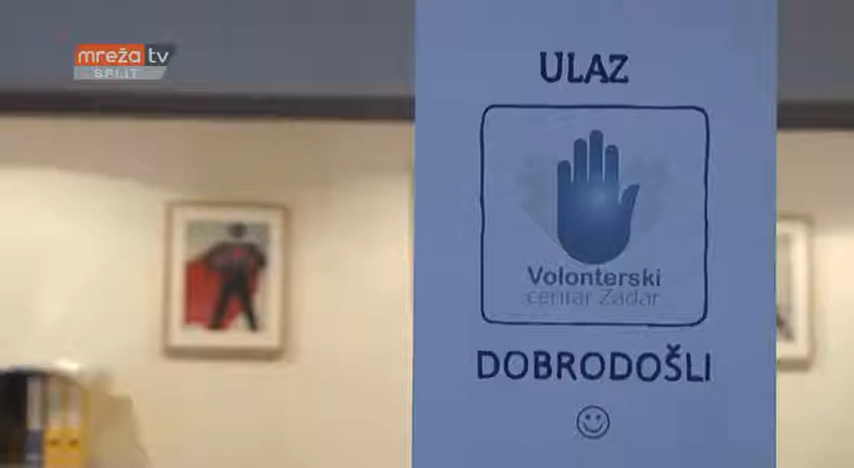 mreža tv
SPLIT
ULAZ
Volonterski
centar Zadar
DOBRODOŠLI